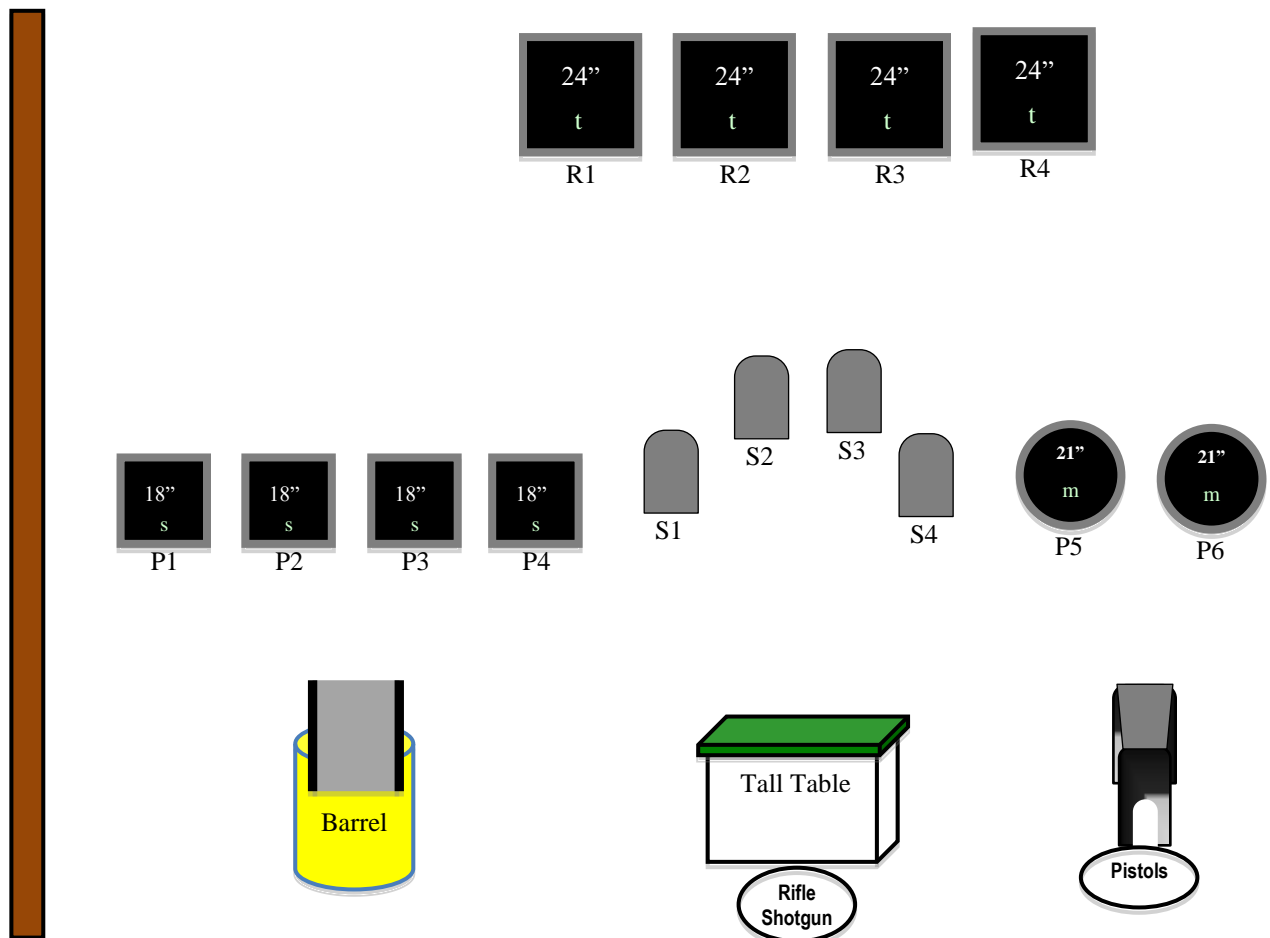 24”
t
R1
24”
t
R2
24”
t
R3
24”
t
R4
S1
S2
S3
S4
18”
s
P1
18”
s
P2
18”
s
P3
18”
s
P4
21”
m
P5
21”
m
P6
Barrel
Tall Table
Rifle
Shotgun
Pistols